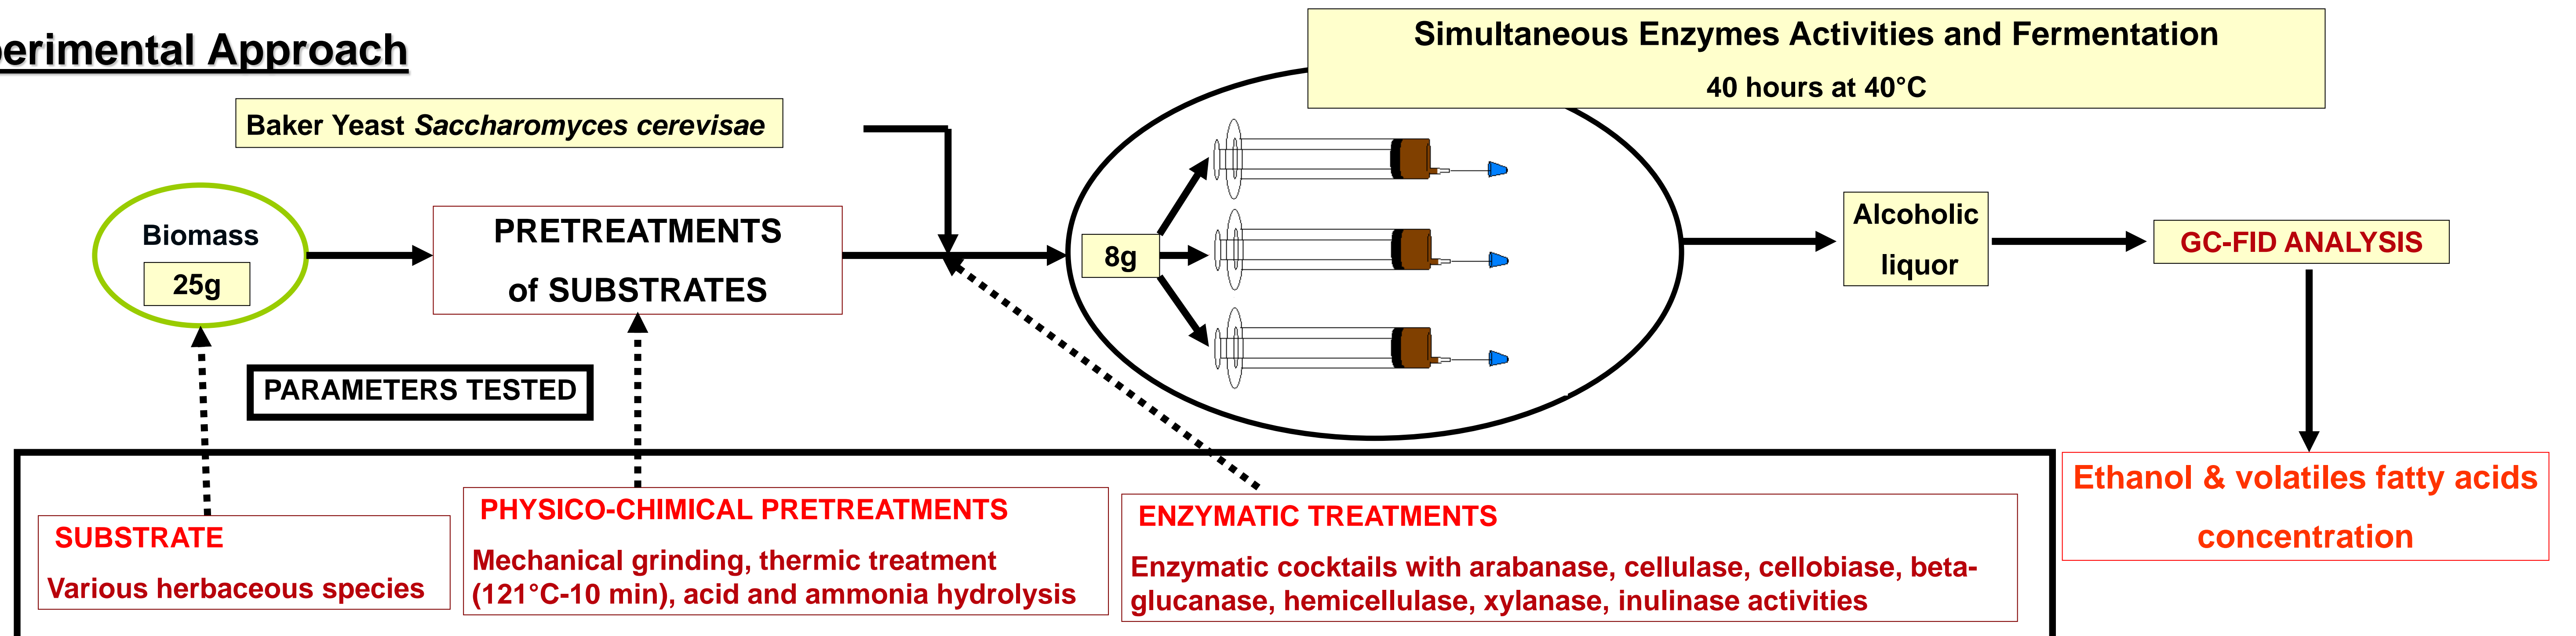 perimental Approach
Simultaneous Enzymes Activities and Fermentation
40 hours at 40°C
Baker Yeast Saccharomyces cerevisae
Biomass
25g
PRETREATMENTS
of SUBSTRATES
8g
Alcoholic
liquor
GC-FID ANALYSIS
PARAMETERS TESTED
SUBSTRATE
Various herbaceous species
PHYSICO-CHIMICAL PRETREATMENTS
Mechanical grinding, thermic treatment
(121°C-10 min), acid and ammonia hydrolysis
ENZYMATIC TREATMENTS
Enzymatic cocktails with arabanase, cellulase, cellobiase, beta-
glucanase, hemicellulase, xylanase, inulinase activities
Ethanol & volatiles fatty acids
concentration